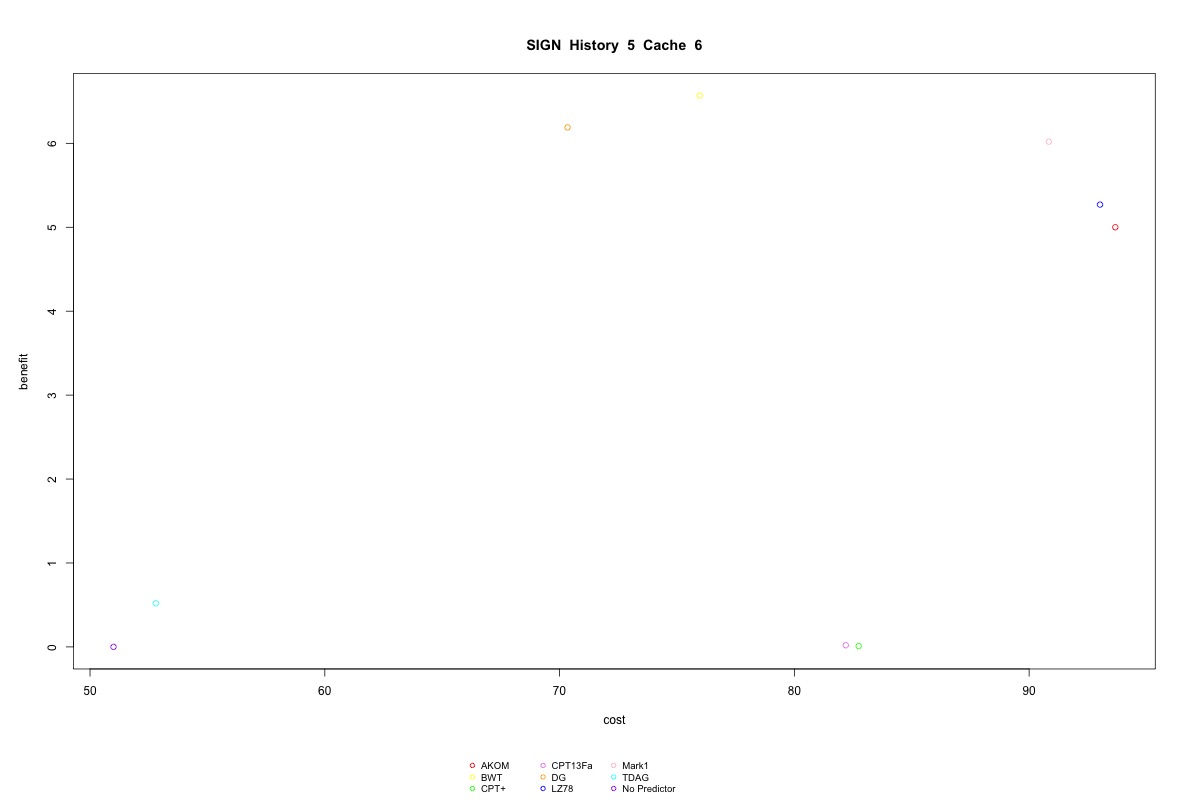 SIGN History 5 Cache 6
benefit
6
5
4
3
2
1
0
50 60 70 80 90
cost
AKOM CPT13Fa Mark1
BWT DG TDAG
CPT+ LZ78 No Predictor